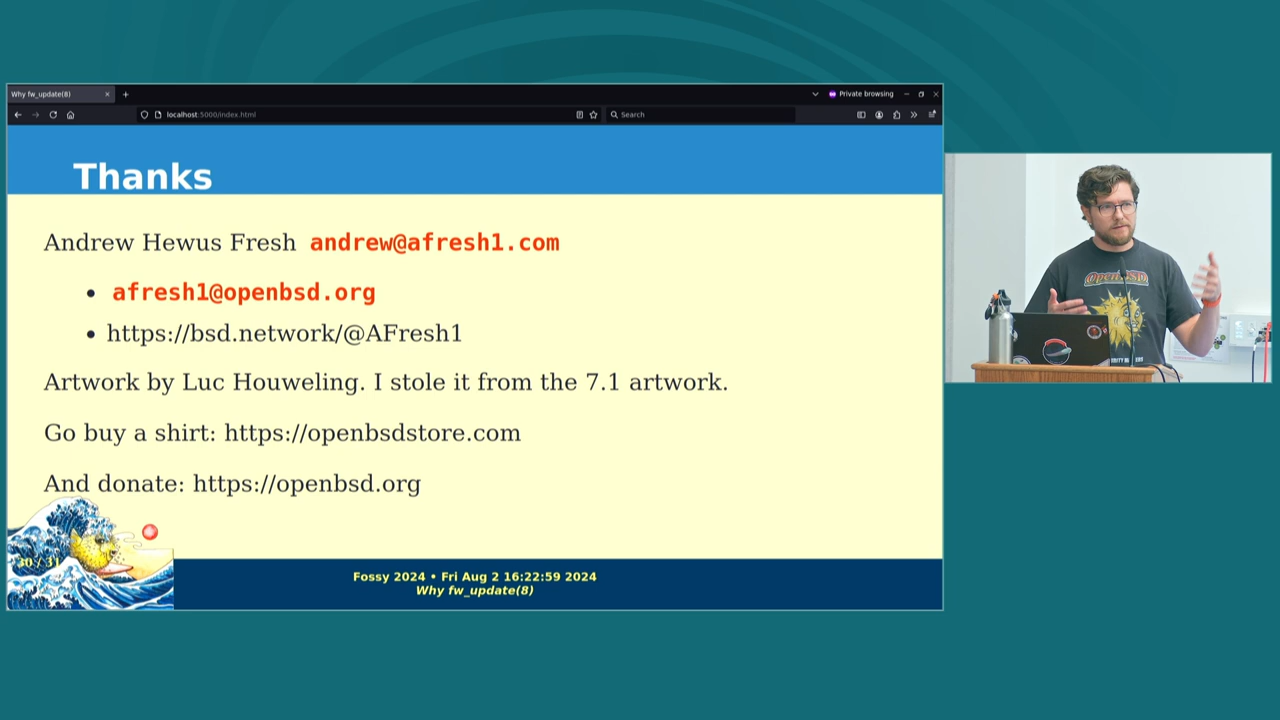 Why fw_update(8)
Private browsing
localhost:5000/index.html
Search
Thanks
Andrew Hewus Fresh andrew@afresh1.com
• afresh1@openbsd.org
• https://bsd.network/@AFresh1
Artwork by Luc Houweling. I stole it from the 7.1 artwork.
Go buy a shirt: https://openbsdstore.com
And donate: https://openbsd.org
30 / 31
Fossy 2024 • Fri Aug 2 16:22:59 2024
Why fw_update(8)
OpenBSD